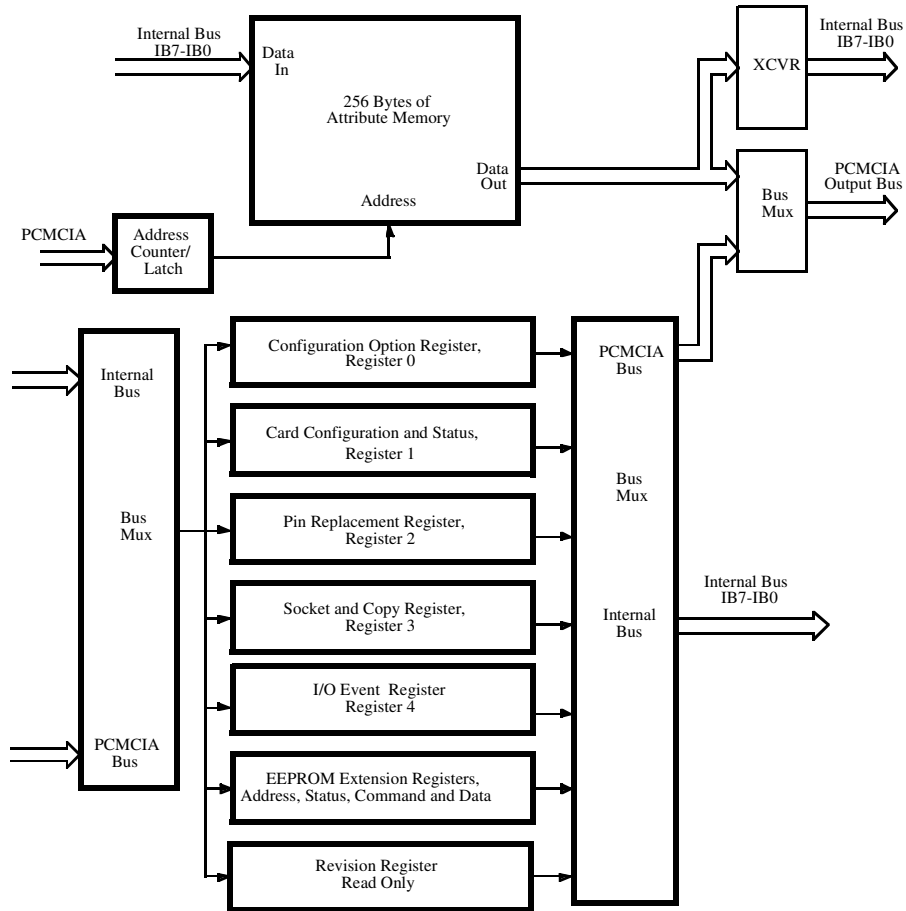 Internal Bus
IB7-IB0
Data
In
256 Bytes of
Attribute Memory
Data
Out
Address
XCVR
Internal Bus
IB7-IB0
Bus
Mux
PCMCIA
Output Bus
PCMCIA
Address
Counter/
Latch
Internal
Bus
Bus
Mux
PCMCIA
Bus
Configuration Option Register,
Register 0
Card Configuration and Status,
Register 1
Pin Replacement Register,
Register 2
Socket and Copy Register,
Register 3
I/O Event Register
Register 4
EEPROM Extension Registers,
Address, Status, Command and Data
Revision Register
Read Only
PCMCIA
Bus
Bus
Mux
Internal
Bus
Internal Bus
IB7-IB0